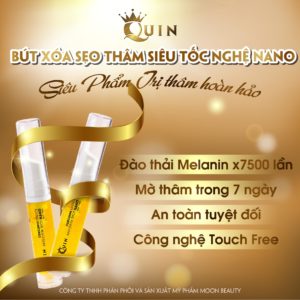 QUIN
BÚT XÓA SẸO THÂM SIÊU TỐC NGHỆ NANO
Siêu Phẩm Trị thâm hoàn hảo
Đào thải Melanin x7500 lần
Mờ thâm trong 7 ngày
An toàn tuyệt đối
Công nghệ Touch Free
QUIN
CÔNG TY TNHH PHÂN PHỐI VÀ SẢN XUẤT MỸ PHẨM MOON BEAUTY